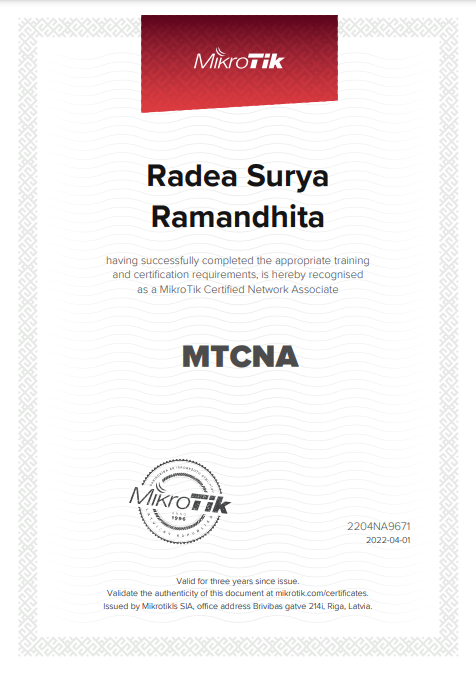 MikroTik
Radea Surya
Ramandhita
having successfully completed the appropriate training
and certification requirements, is hereby recognised
as a MikroTik Certified Network Associate
MTCNA
MikroTik
1996
LATVIJAS REPUBLIKA
2204NA9671
2022-04-01
Valid for three years since issue.
Validate the authenticity of this document at mikrotik.com/certificates.
Issued by Mikrotikls SIA, office address Brivibas gatve 214i, Riga, Latvia.